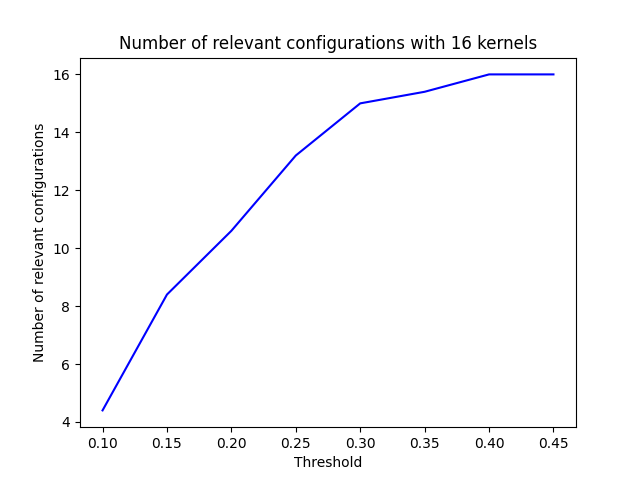 Number of relevant configurations with 16 kernels
Number of relevant configurations
16
14
12
10
8
6
4
0.10 0.15 0.20 0.25 0.30 0.35 0.40 0.45
Threshold